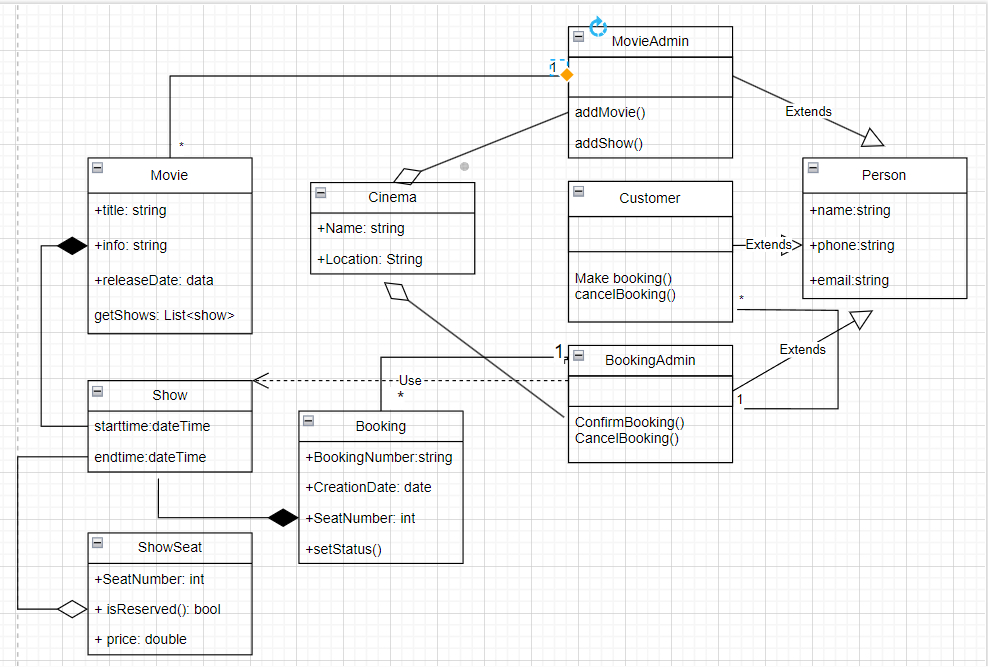 MovieAdmin
1
addMovie()
addShow()
Extends
*
Movie
+title: string
+info: string
+releaseDate: data
getShows: List<show>
Cinema
+Name: string
+Location: String
Customer
Make booking()
cancelBooking()
Extends
Person
+name:string
+phone:string
+email:string
*
1
BookingAdmin
ConfirmBooking()
CancelBooking()
Extends
1
Use
*
Show
starttime:dateTime
endtime:dateTime
Booking
+BookingNumber:string
+CreationDate: date
+SeatNumber: int
+setStatus()
ShowSeat
+SeatNumber: int
+ isReserved(): bool
+ price: double